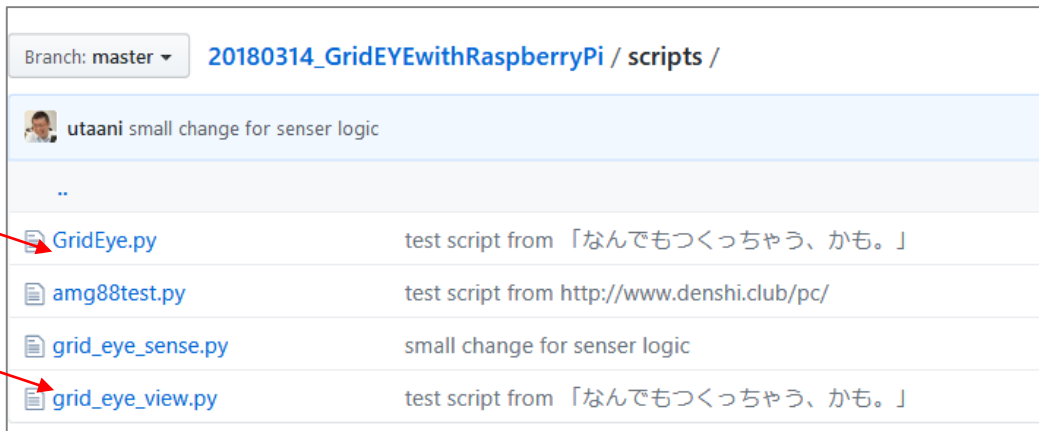 Branch: master 20180314_GridEYEwithRaspberryPi / scripts /
utaani small change for senser logic
..
GridEye.py test script from 「なんでもつくっちゃう、かも。」
amg88test.py test script from http://www.denshi.club/pc/
grid_eye_sense.py small change for senser logic
grid_eye_view.py test script from 「なんでもつくっちゃう、かも。」